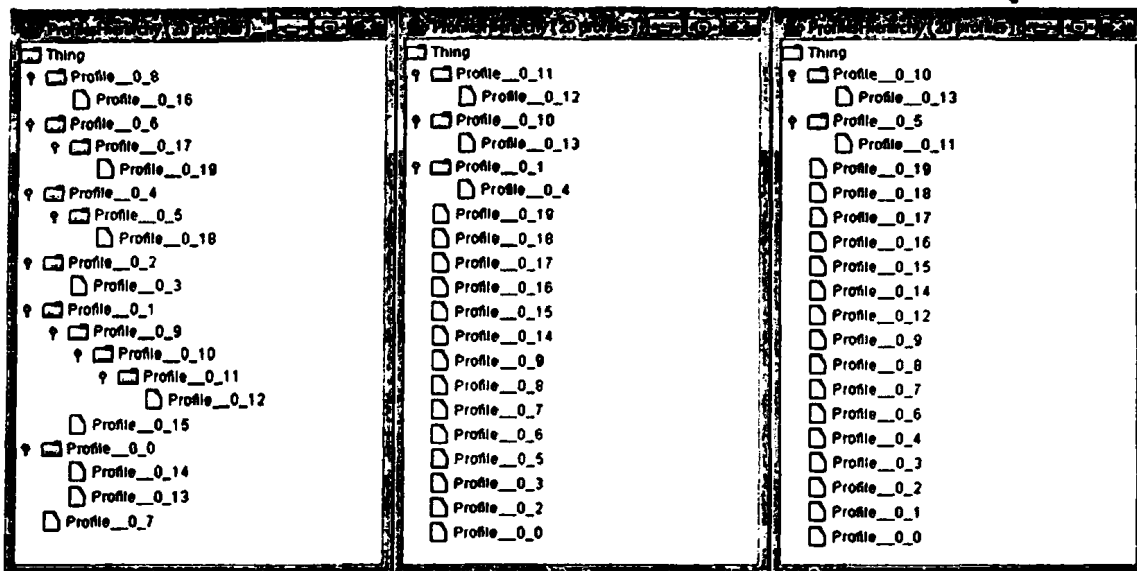 Thing
Profile__0_8
Profile__0_16
Profile__0_6
Profile__0_17
Profile__0_19
Profile__0_4
Profile__0_5
Profile__0_18
Profile__0_2
Profile__0_3
Profile__0_1
Profile__0_9
Profile__0_10
Profile__0_11
Profile__0_12
Profile__0_15
Profile__0_0
Profile__0_14
Profile__0_13
Profile__0_7
Thing
Profile__0_11
Profile__0_12
Profile__0_10
Profile__0_13
Profile__0_1
Profile__0_4
Profile__0_19
Profile__0_18
Profile__0_17
Profile__0_16
Profile__0_15
Profile__0_14
Profile__0_9
Profile__0_8
Profile__0_7
Profile__0_6
Profile__0_5
Profile__0_3
Profile__0_2
Profile__0_0
Thing
Profile__0_10
Profile__0_13
Profile__0_5
Profile__0_11
Profile__0_19
Profile__0_18
Profile__0_17
Profile__0_16
Profile__0_15
Profile__0_14
Profile__0_12
Profile__0_9
Profile__0_8
Profile__0_7
Profile__0_6
Profile__0_4
Profile__0_3
Profile__0_2
Profile__0_1
Profile__0_0